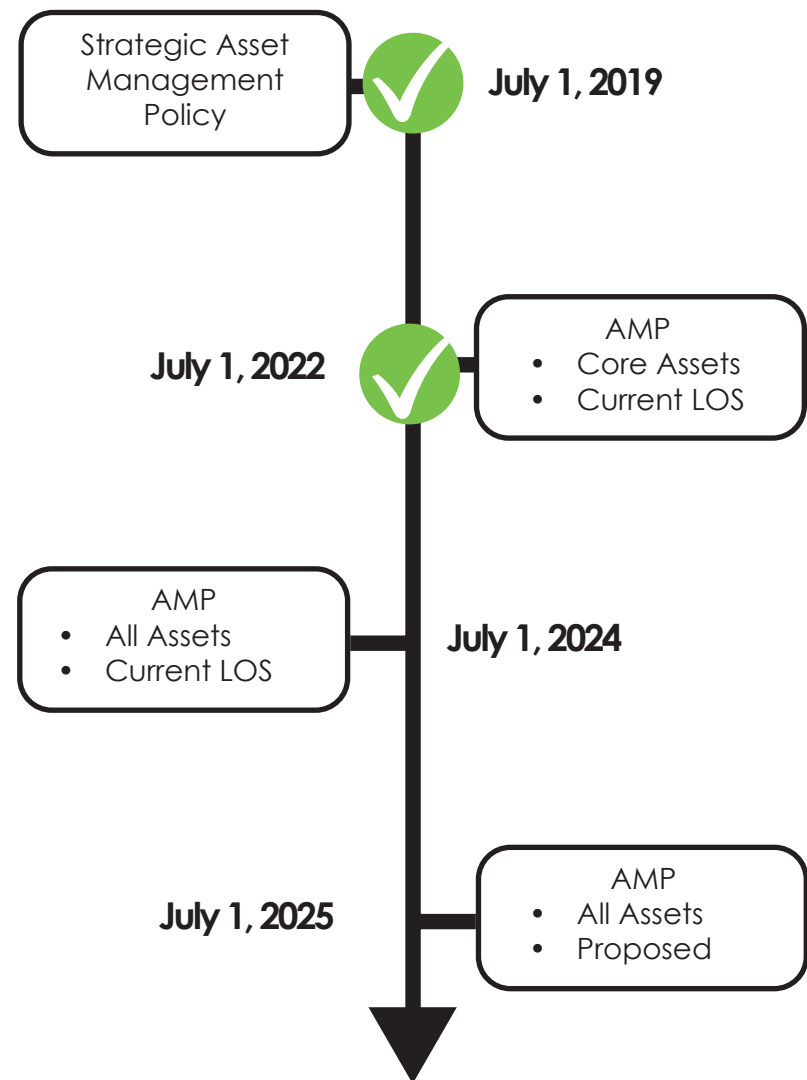 Strategic Asset
Management
Policy
July 1, 2019
July 1, 2022
AMP
• Core Assets
• Current LOS
AMP
• All Assets
• Current LOS
July 1, 2024
July 1, 2025
AMP
• All Assets
• Proposed